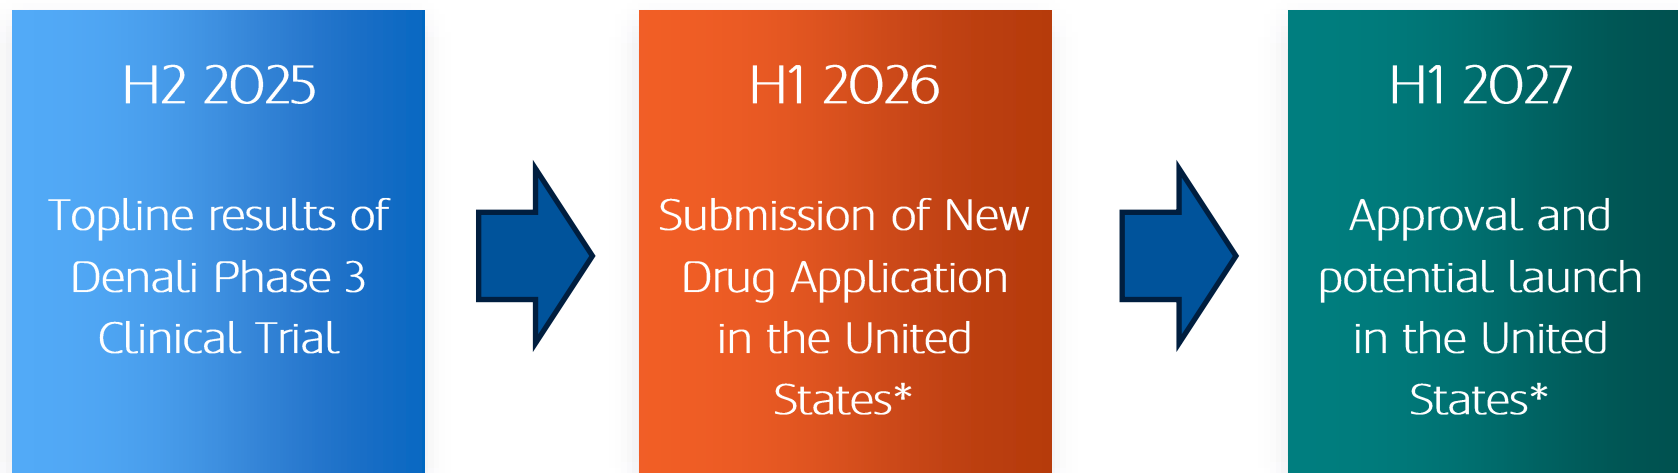 H2 2025
Topline results of
Denali Phase 3
Clinical Trial
H1 2026
Submission of New
Drug Application
in the United
States*
H1 2027
Approval and
potential launch
in the United
States*